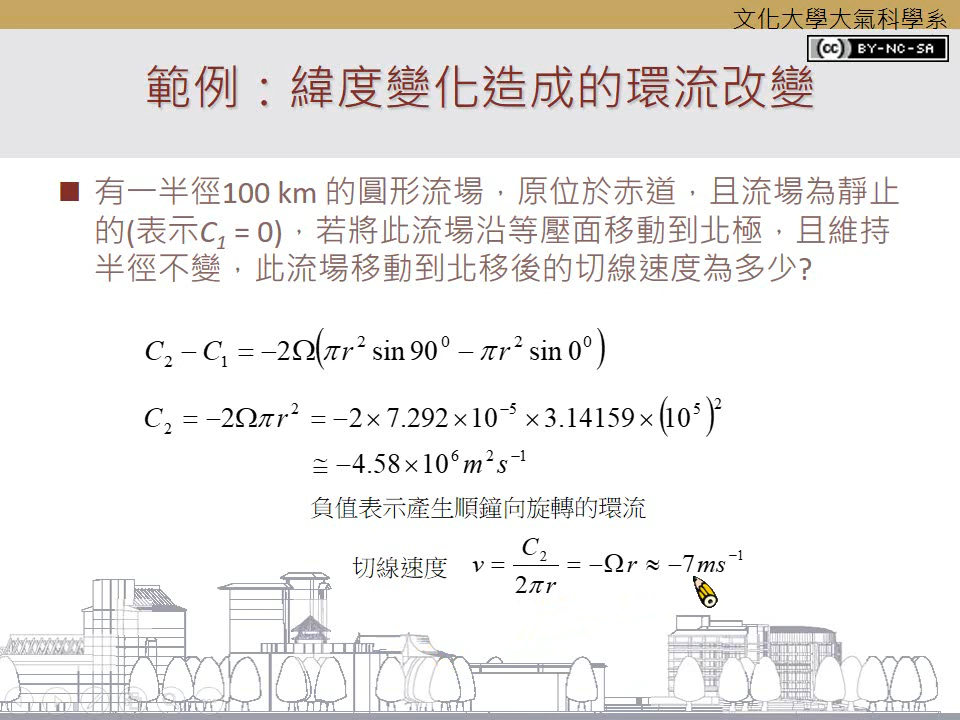 文化大學大氣科學系
(cc) BY-NC-SA
範例：緯度變化造成的環流改變
■ 有一半徑100 km 的圓形流場，原位於赤道，且流場為靜止
的(表示C₁ = 0)，若將此流場沿等壓面移動到北極，且維持
半徑不變，此流場移動到北移後的切線速度為多少?
C₂ − C₁ = −2Ω(πr² sin 90⁰ − πr² sin 0⁰)
C₂ = −2Ωπr² = −2 × 7.292 × 10⁻⁵ × 3.14159 × (10⁵)²
≅ −4.58 × 10⁶ m² s⁻¹
負值表示產生順鐘向旋轉的環流
切線速度 v = C₂ / 2πr = −Ωr ≈ −7ms⁻¹